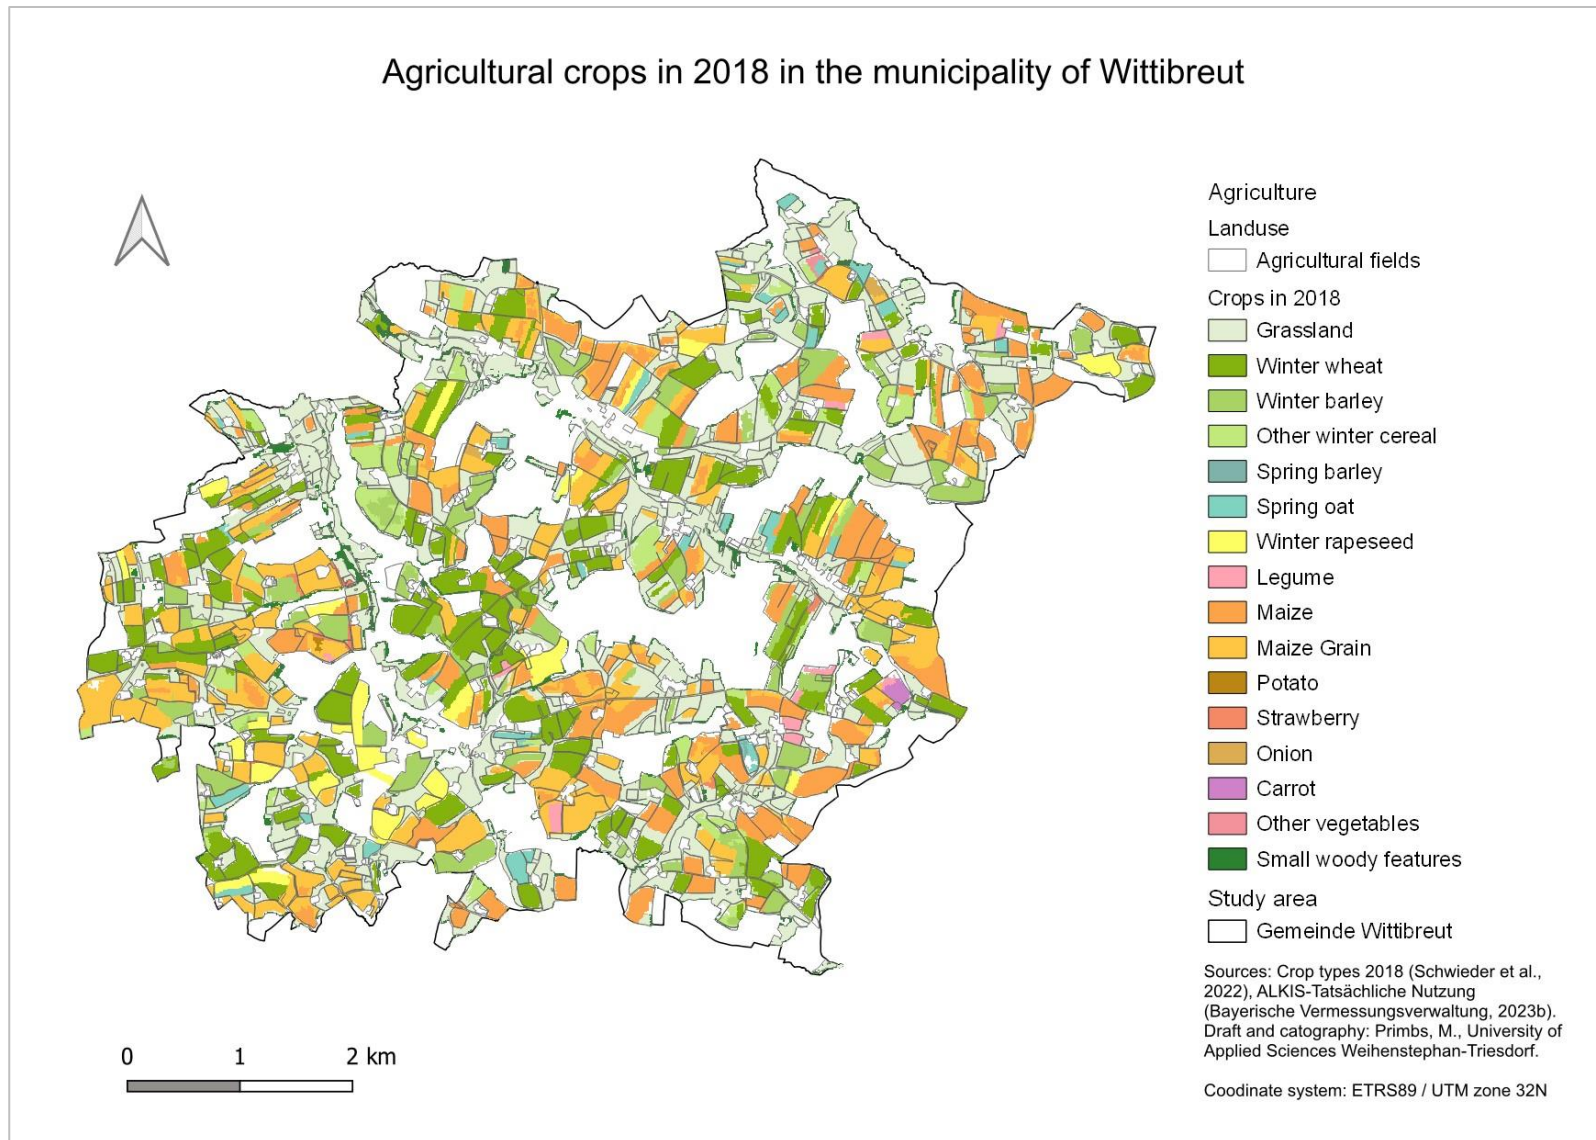 Agricultural crops in 2018 in the municipality of Wittibreut
Agriculture
Landuse
Agricultural fields
Crops in 2018
Grassland
Winter wheat
Winter barley
Other winter cereal
Spring barley
Spring oat
Winter rapeseed
Legume
Maize
Maize Grain
Potato
Strawberry
Onion
Carrot
Other vegetables
Small woody features
Study area
Gemeinde Wittibreut
Sources: Crop types 2018 (Schwieder et al.,
2022), ALKIS-Tatsächliche Nutzung
(Bayerische Vermessungsverwaltung, 2023b).
Draft and catography: Primbs, M., University of
Applied Sciences Weihenstephan-Triesdorf.
Coodinate system: ETRS89 / UTM zone 32N
0 1 2 km